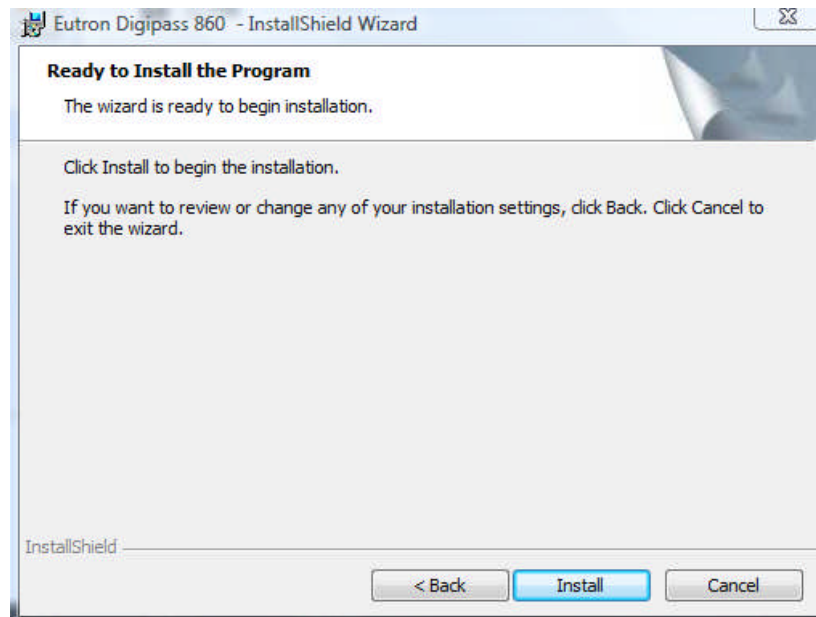 Eutron Digipass 860 - InstallShield Wizard
Ready to Install the Program
The wizard is ready to begin installation.
Click Install to begin the installation.
If you want to review or change any of your installation settings, click Back. Click Cancel to
exit the wizard.
InstallShield
< Back Install Cancel